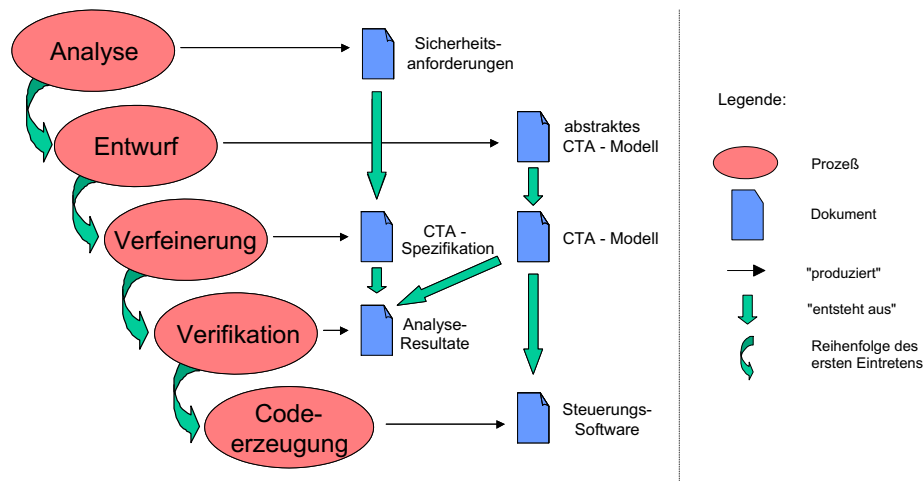 Analyse
Sicherheits-
anforderungen
Entwurf
abstraktes
CTA - Modell
Verfeinerung
CTA -
Spezifikation
CTA - Modell
Verifikation
Analyse-
Resultate
Code-
erzeugung
Steuerungs-
Software
Legende:
Prozeß
Dokument
"produziert"
"entsteht aus"
Reihenfolge des
ersten Eintretens